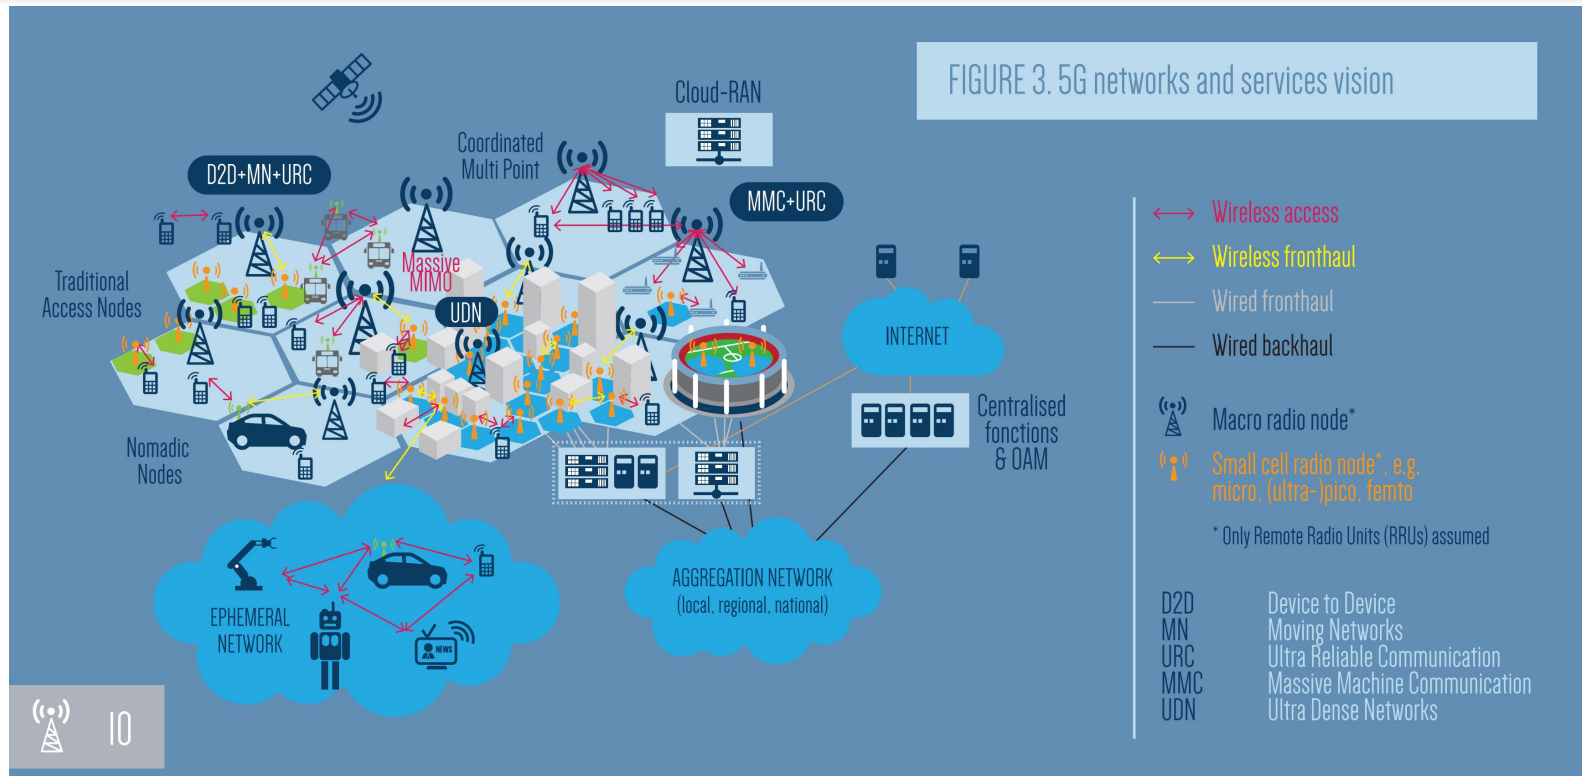 FIGURE 3. 5G networks and services vision
Cloud-RAN
Coordinated
Multi Point
D2D+MN+URC
MMC+URC
Massive
MIMO
Traditional
Access Nodes
UDN
INTERNET
Nomadic
Nodes
Centralised
fonctions
& OAM
AGGREGATION NETWORK
(local, regional, national)
EPHEMERAL
NETWORK
NEWS
Wireless access
Wireless fronthaul
Wired fronthaul
Wired backhaul
Macro radio node*
Small cell radio node*, e.g.
micro, (ultra-)pico, femto
* Only Remote Radio Units (RRUs) assumed
D2D Device to Device
MN Moving Networks
URC Ultra Reliable Communication
MMC Massive Machine Communication
UDN Ultra Dense Networks
10